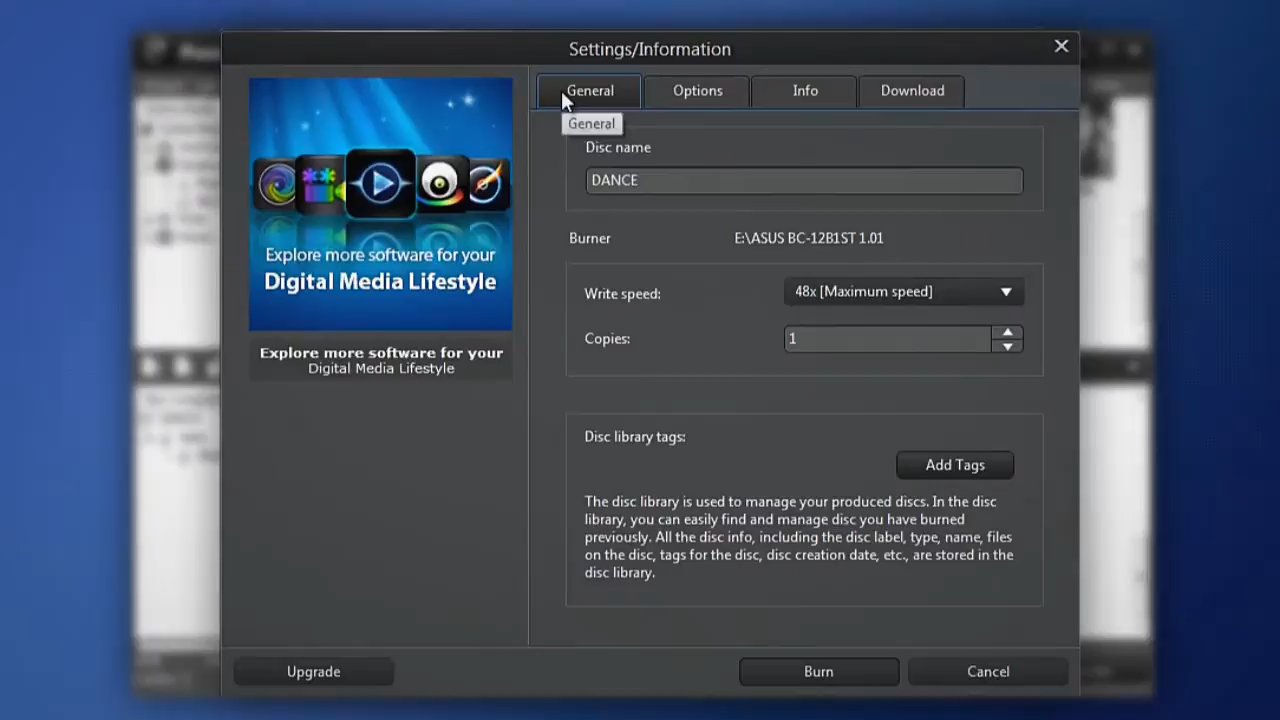 Settings/Information
General
Options
Info
Download
General
Disc name
DANCE
Burner
E:\ASUS BC-12B1ST 1.01
Write speed:
48x [Maximum speed]
Copies:
1
Explore more software for your
Digital Media Lifestyle
Explore more software for your
Digital Media Lifestyle
Disc library tags:
Add Tags
The disc library is used to manage your produced discs. In the disc
library, you can easily find and manage disc you have burned
previously. All the disc info, including the disc label, type, name, files
on the disc, tags for the disc, disc creation date, etc., are stored in the
disc library.
Upgrade
Burn
Cancel